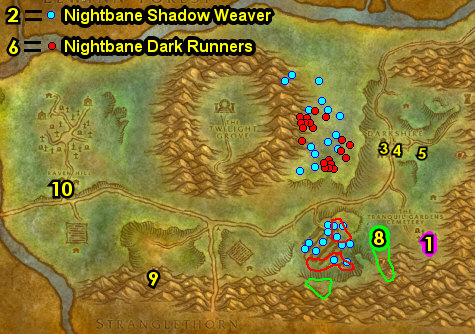 2 = Nightbane Shadow Weaver
6 = Nightbane Dark Runners
THE
TWILIGHT
GROVE
DARKSHIRE
3 4 5
RAVEN HILL
10
THE
TRANQUIL GARDENS
CEMETERY
8
1
9
STRANGLETHORN